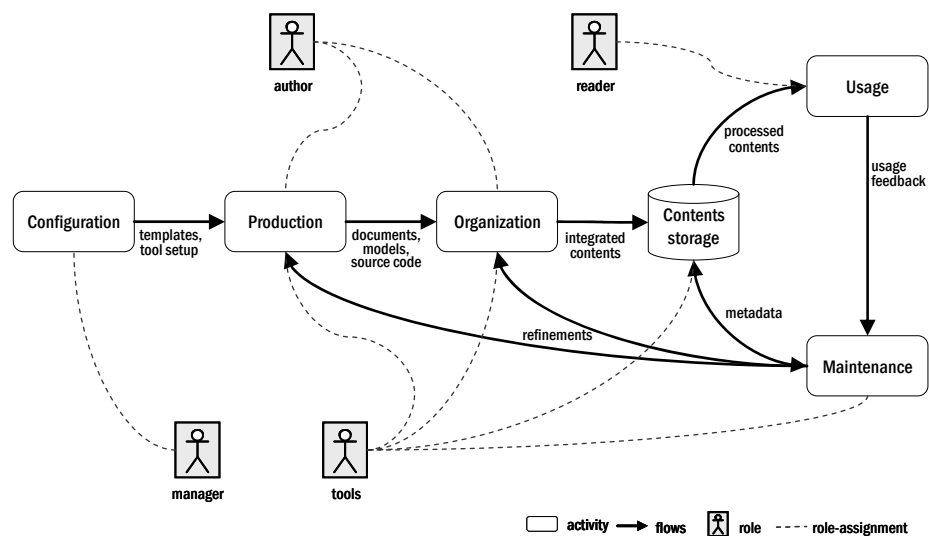 author
reader
Usage
processed
contents
usage
feedback
Configuration
templates,
tool setup
Production
documents,
models,
source code
Organization
integrated
contents
Contents
storage
refinements
metadata
Maintenance
manager
tools
activity
flows
role
role-assignment